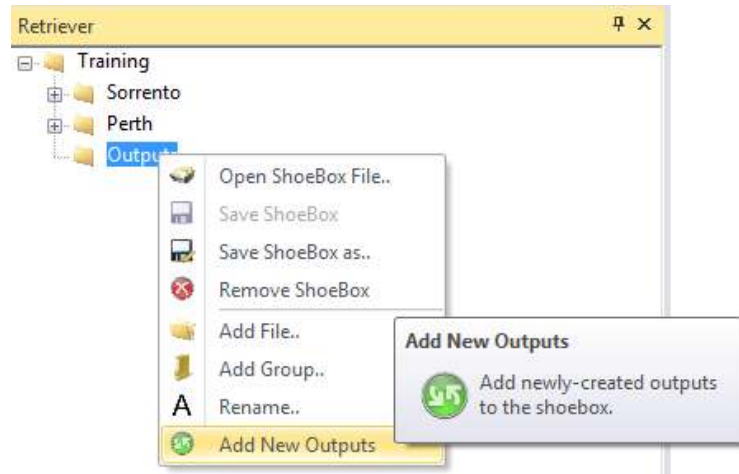 Retriever
Training
Sorrento
Perth
Outputs
Open ShoeBox File..
Save ShoeBox
Save ShoeBox as..
Remove ShoeBox
Add File..
Add Group..
A Rename..
Add New Outputs
Add New Outputs
Add newly-created outputs
to the shoebox.